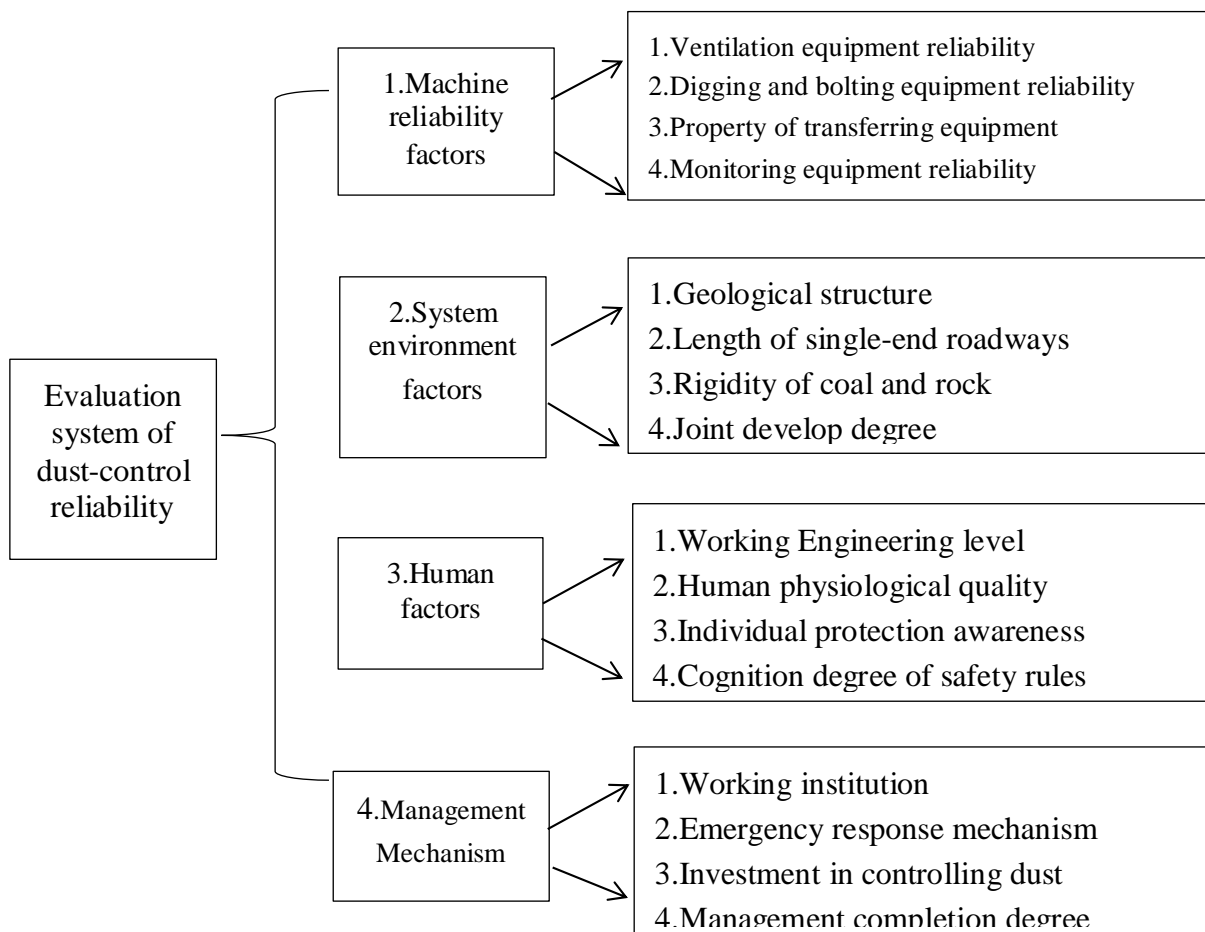 Evaluation
system of
dust-control
reliability
1.Machine
reliability
factors
1.Ventilation equipment reliability
2.Digging and bolting equipment reliability
3.Property of transferring equipment
4.Monitoring equipment reliability
2.System
environment
factors
1.Geological structure
2.Length of single-end roadways
3.Rigidity of coal and rock
4.Joint develop degree
3.Human
factors
1.Working Engineering level
2.Human physiological quality
3.Individual protection awareness
4.Cognition degree of safety rules
4.Management
Mechanism
1.Working institution
2.Emergency response mechanism
3.Investment in controlling dust
4.Management completion degree